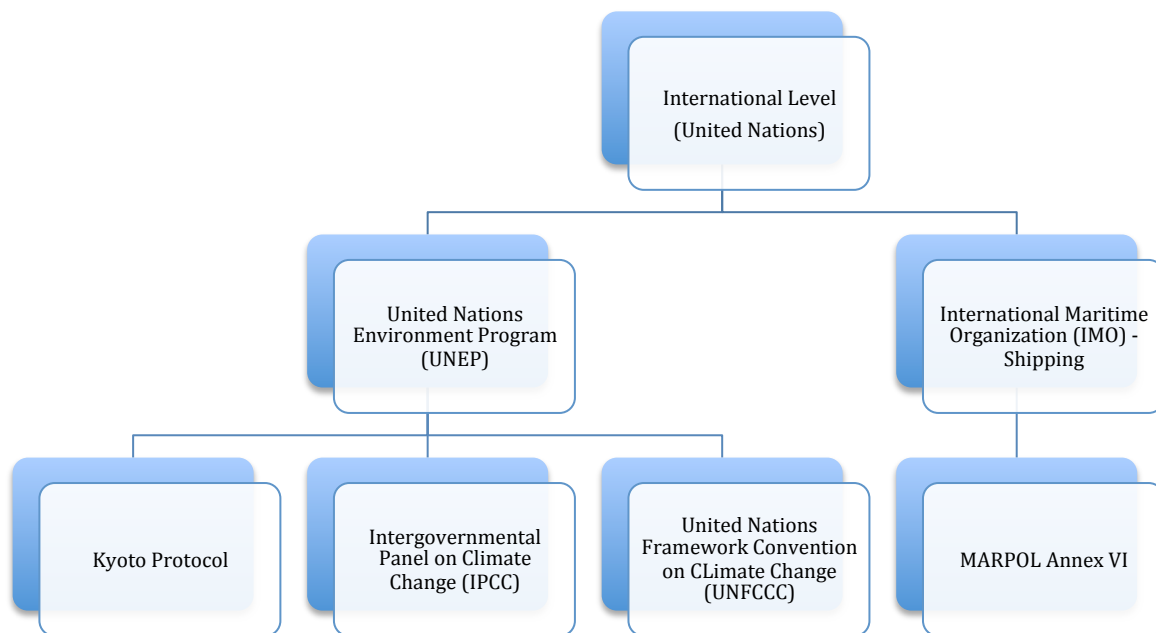 International Level
(United Nations)
United Nations
Environment Program
(UNEP)
International Maritime
Organization (IMO) -
Shipping
Kyoto Protocol
Intergovernmental
Panel on Climate
Change (IPCC)
United Nations
Framework Convention
on CLimate Change
(UNFCCC)
MARPOL Annex VI